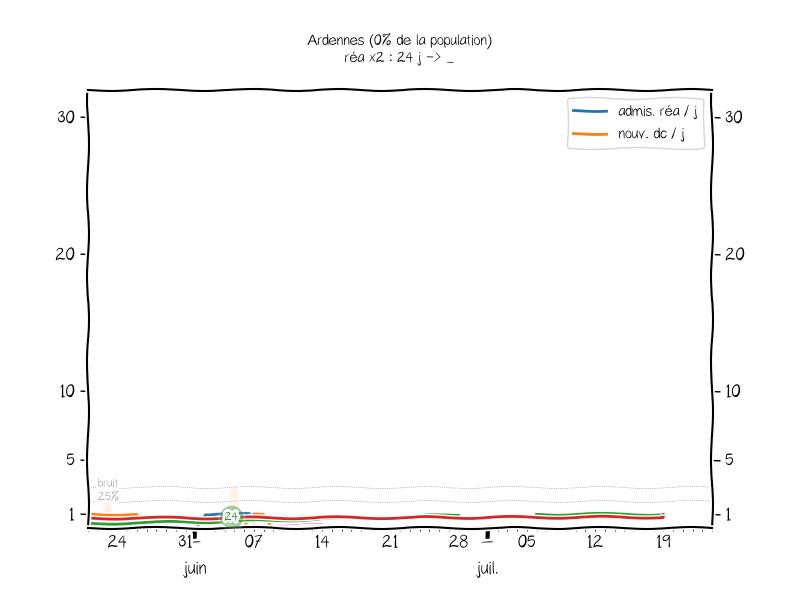 Ardennes (0% de la population)
réa x2 : 24 j -> _
admis. réa / j
nouv. dc / j
30
30
20
20
10
10
5
5
bruit
25%
1
24
1
24 31 07 14 21 28 05 12 19
juin juil.